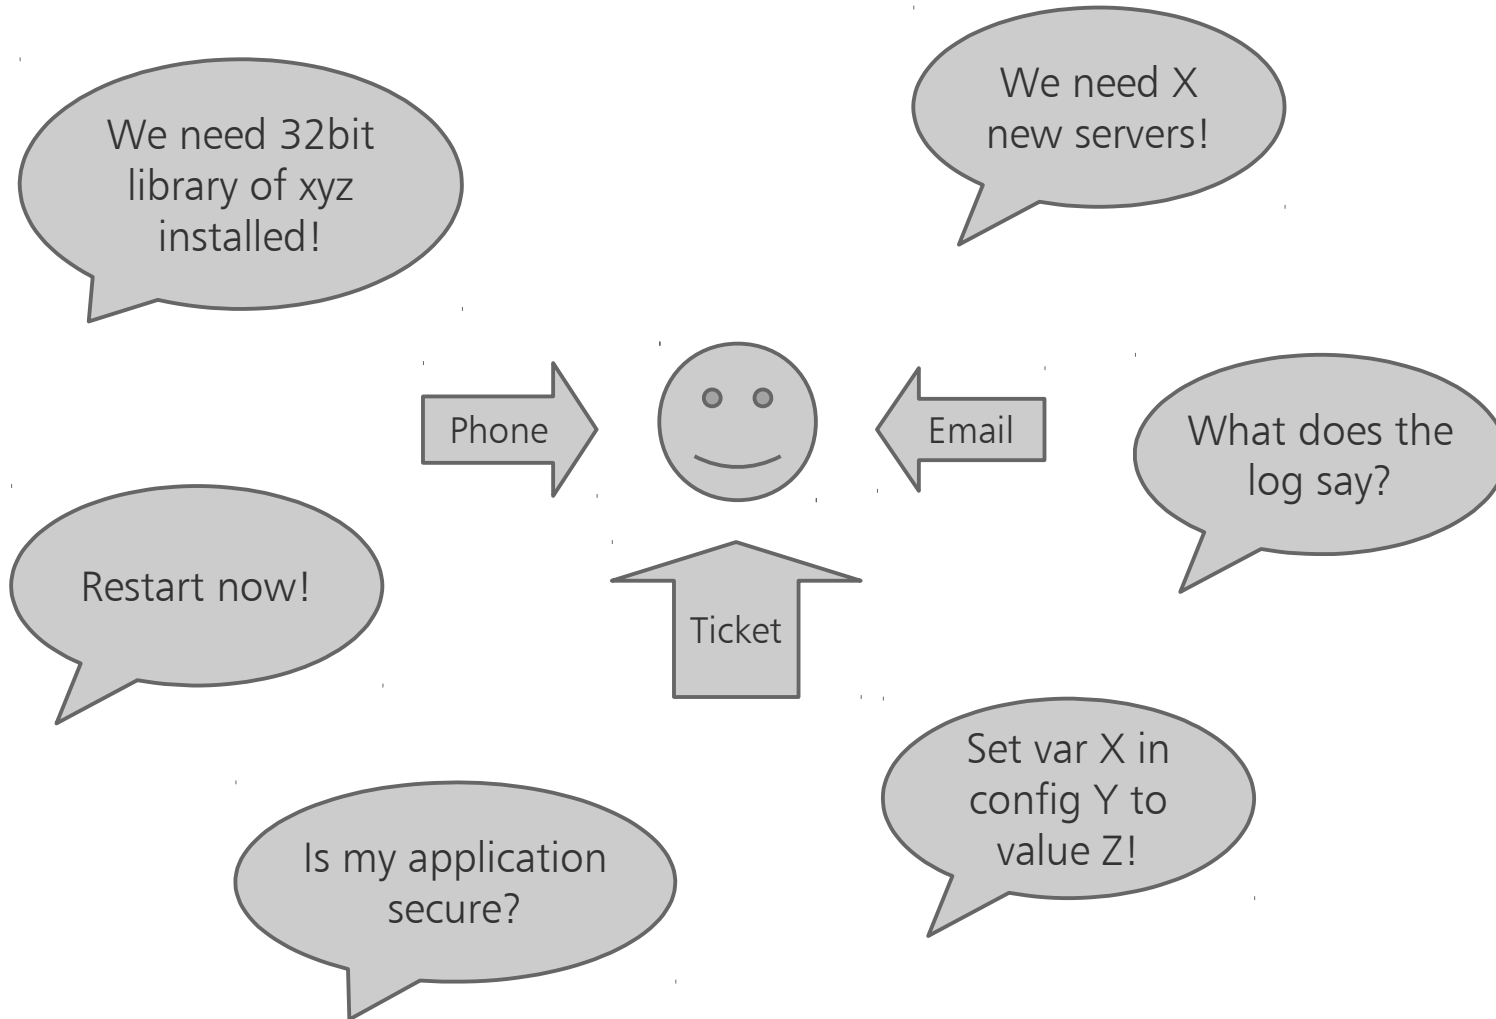 We need 32bit
library of xyz
installed!
We need X
new servers!
Phone
Email
What does the
log say?
Restart now!
Ticket
Set var X in
config Y to
value Z!
Is my application
secure?